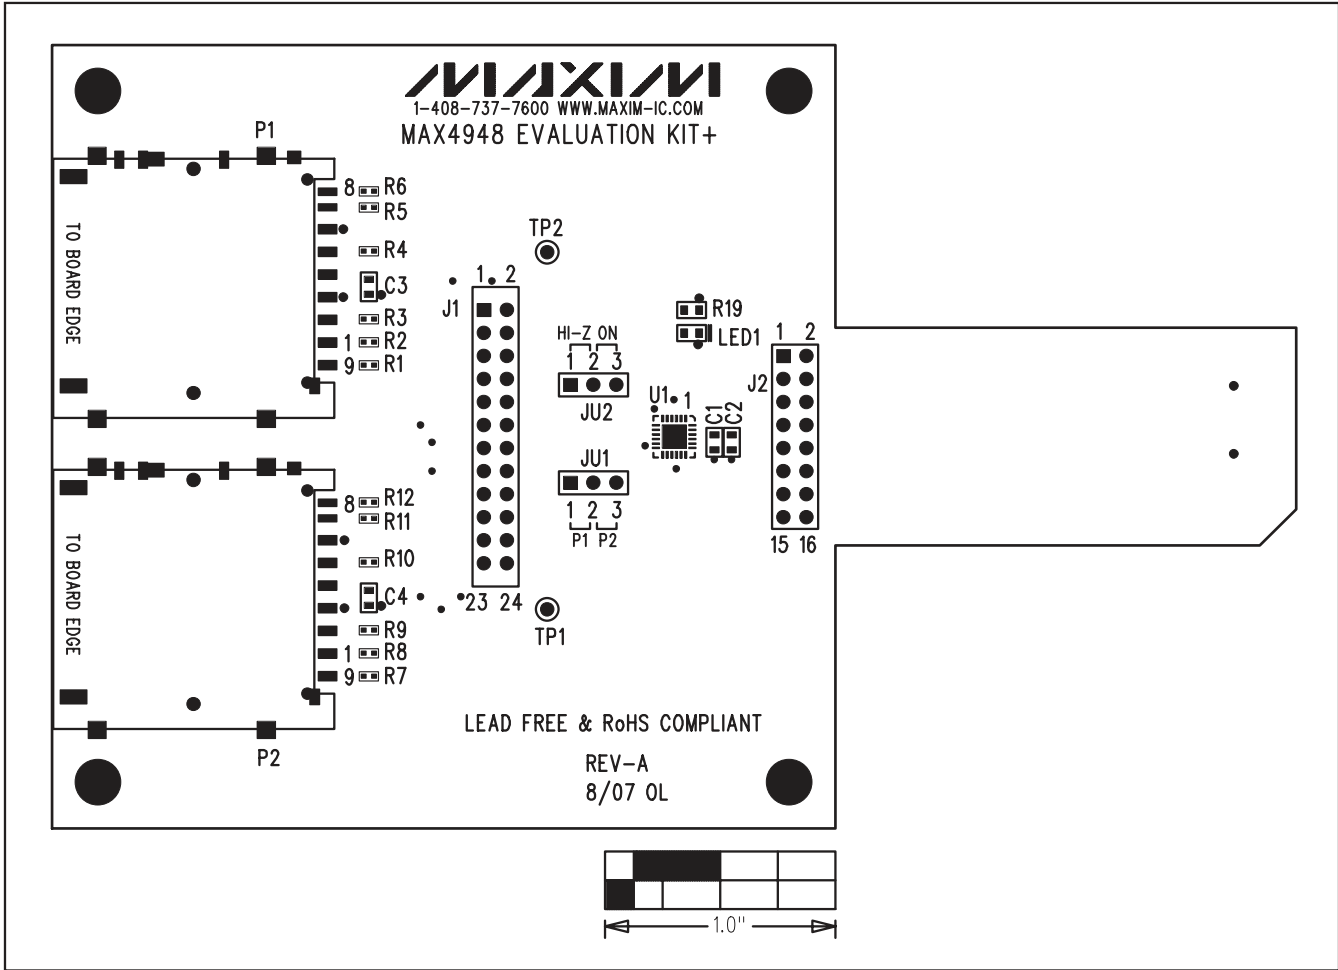 MAXIM
1-408-737-7600 WWW.MAXIM-IC.COM
MAX4948 EVALUATION KIT+
P1
TO BOARD EDGE
8 R6
R5
R4
C3
R3
1 R2
9 R1
TP2
1 2
J1
23 24
HI-Z ON
1 2 3
JU2
JU1
1 2 3
P1 P2
R19
LED1
U1
1
C1
C2
1 2
J2
15 16
TO BOARD EDGE
8 R12
R11
R10
C4
R9
1 R8
9 R7
P2
TP1
LEAD FREE & RoHS COMPLIANT
REV-A
8/07 OL
1.0"